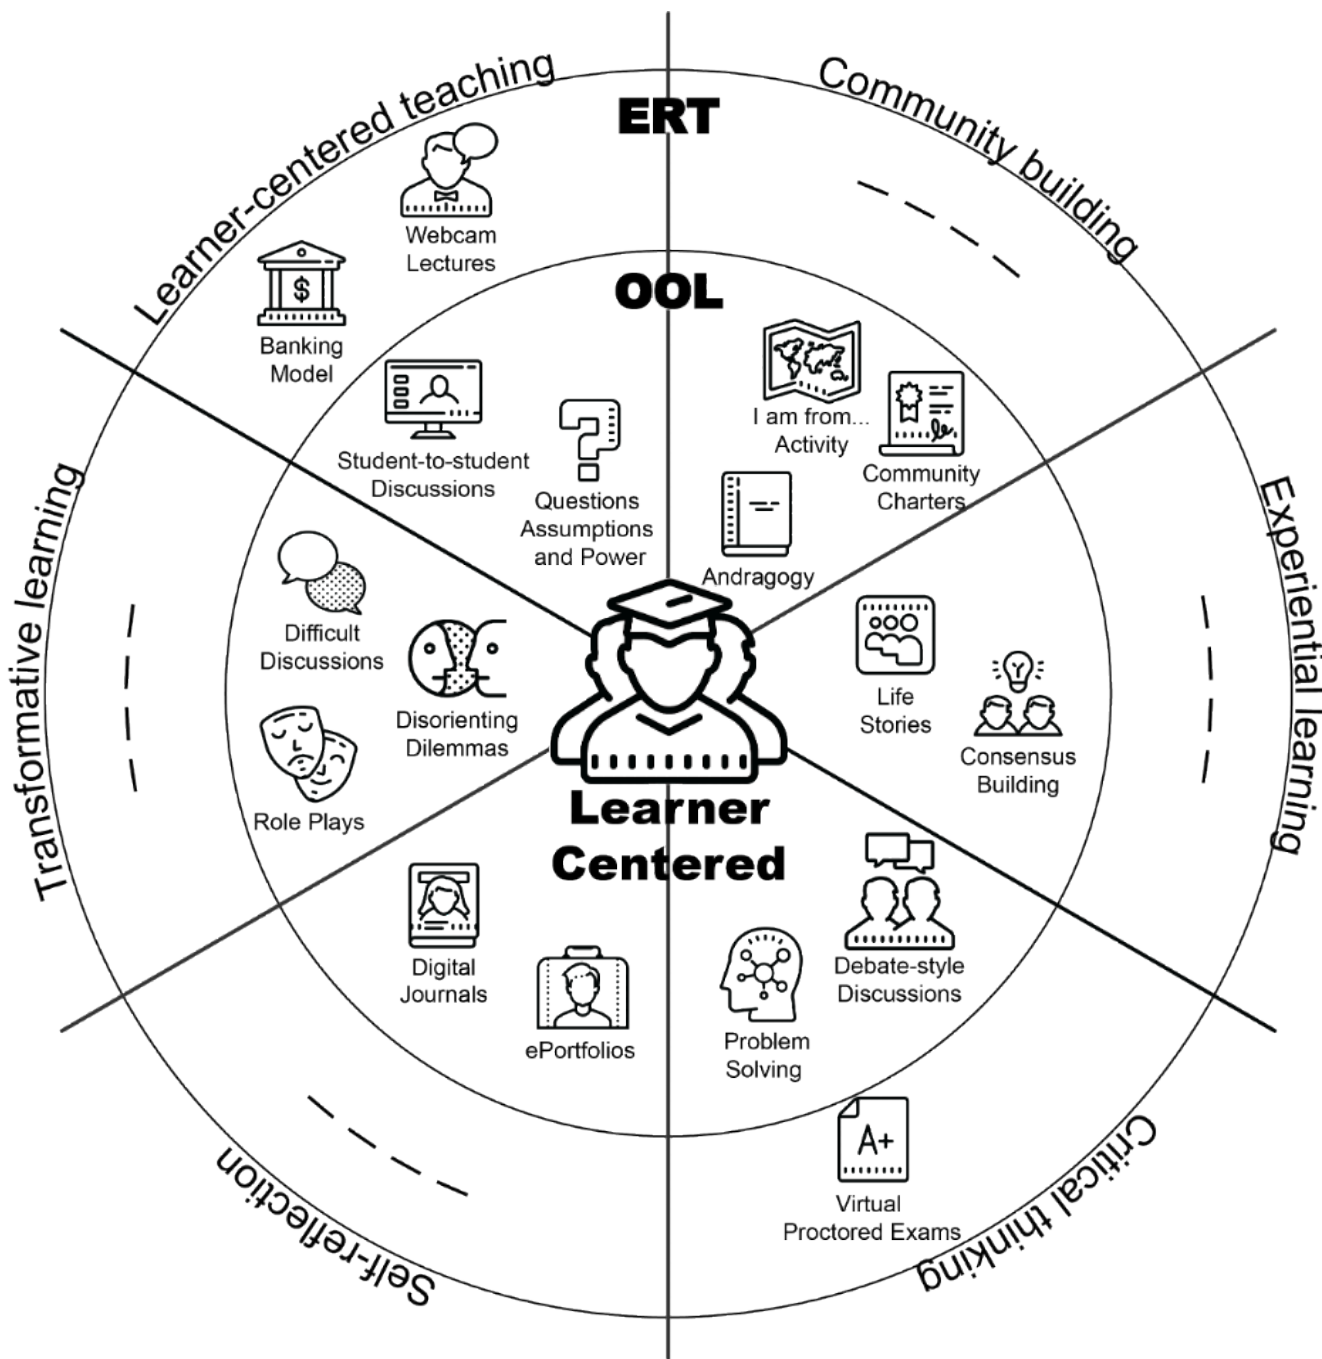 ERT
OOL
Learner-centered teaching
Webcam
Lectures
Banking
Model
Student-to-student
Discussions
Questions
Assumptions
and Power
Community building
I am from...
Activity
Community
Charters
Andragogy
Experiential learning
Life
Stories
Consensus
Building
Critical thinking
Debate-style
Discussions
Problem
Solving
A+
Virtual
Proctored Exams
Self-reflection
Digital
Journals
ePortfolios
Transformative learning
Difficult
Discussions
Disorienting
Dilemmas
Role Plays
Learner
Centered
$